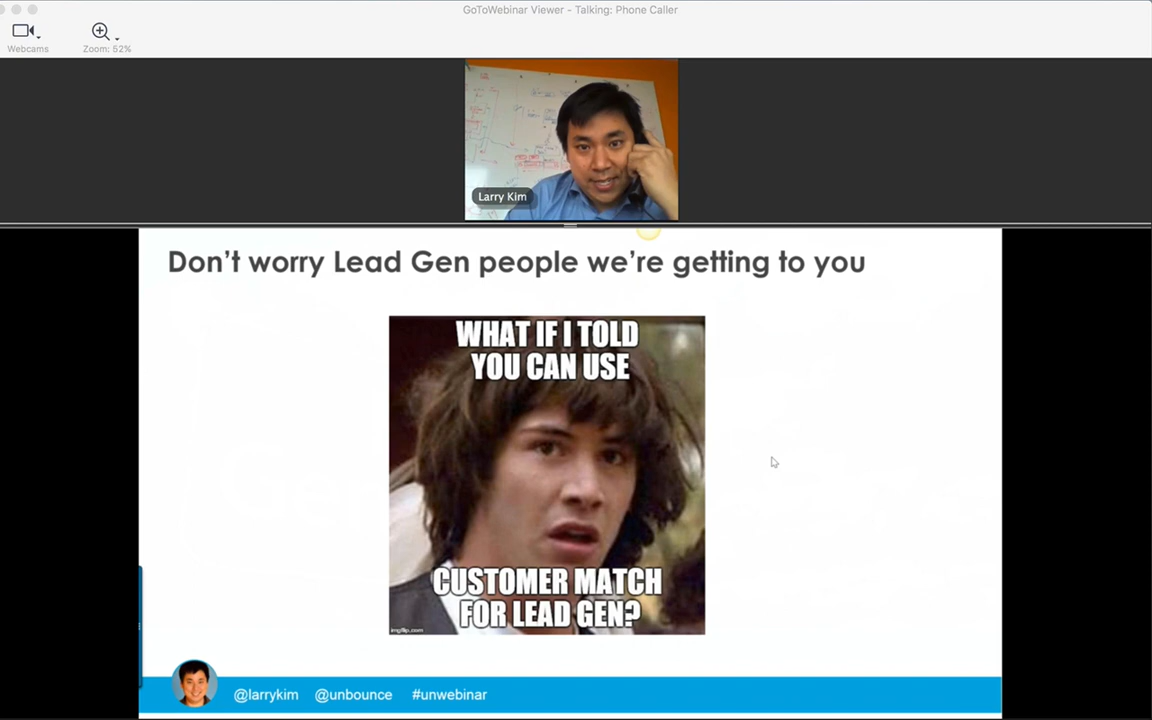 GoToWebinar Viewer - Talking: Phone Caller
Webcams
Zoom: 52%
Larry Kim
Don't worry Lead Gen people we're getting to you
WHAT IF I TOLD
YOU CAN USE
CUSTOMER MATCH
FOR LEAD GEN?
imgflip.com
@larrykim @unbounce #unwebinar